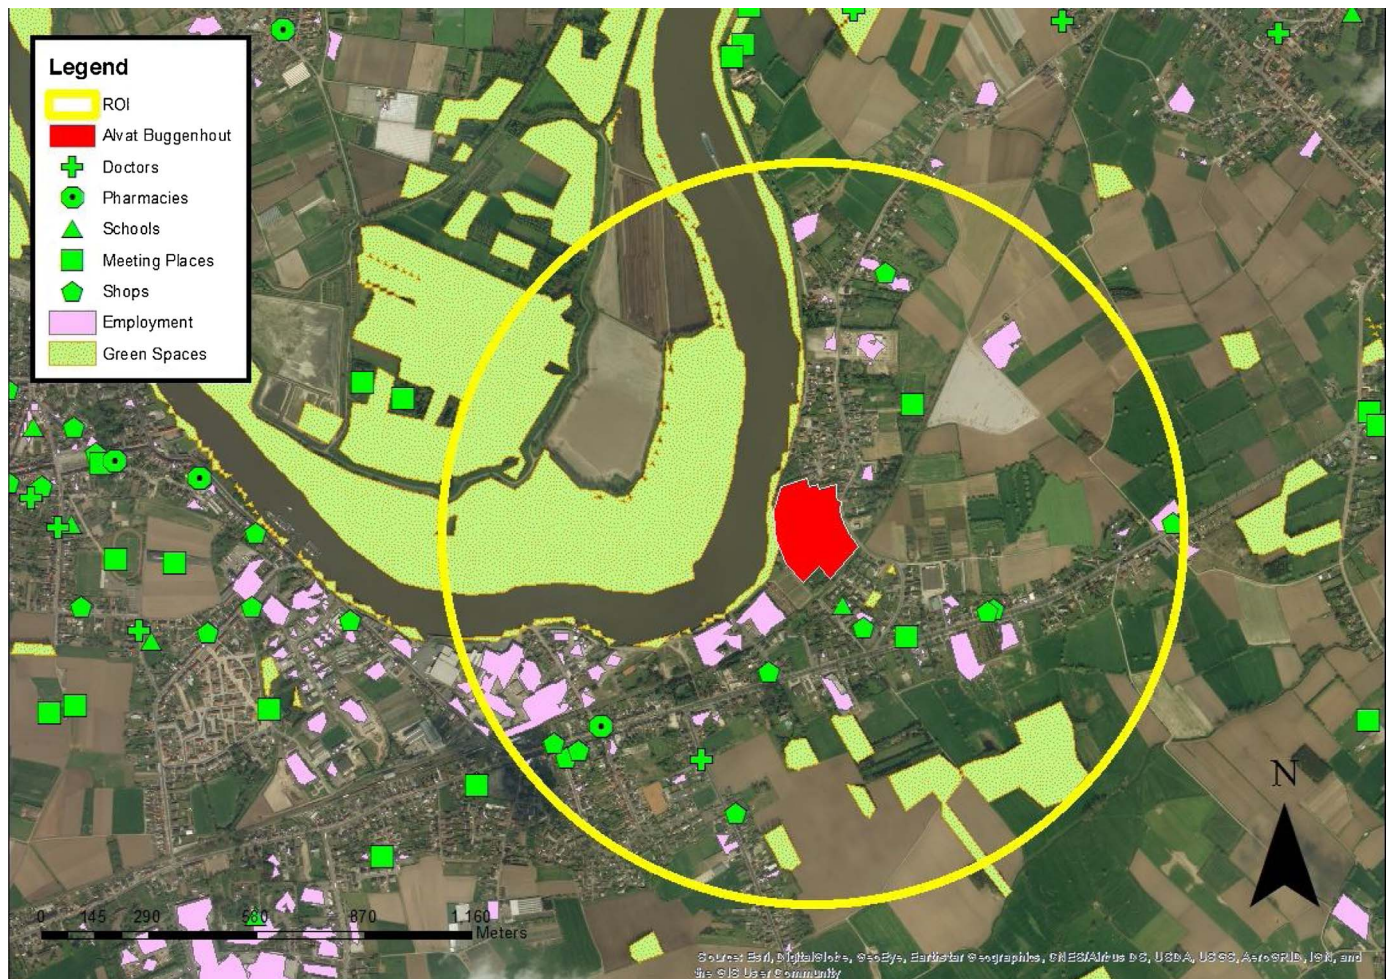 Legend
ROI
Alvat Buggenhout
Doctors
Pharmacies
Schools
Meeting Places
Shops
Employment
Green Spaces
N
0 145 290 580 870 1.160
Meters
Source: Esri, DigitalGlobe, GeoEye, Earthstar Geographics, CNES/Airbus DS, USDA, USGS, AeroGRID, IGN, and
the GIS User Community